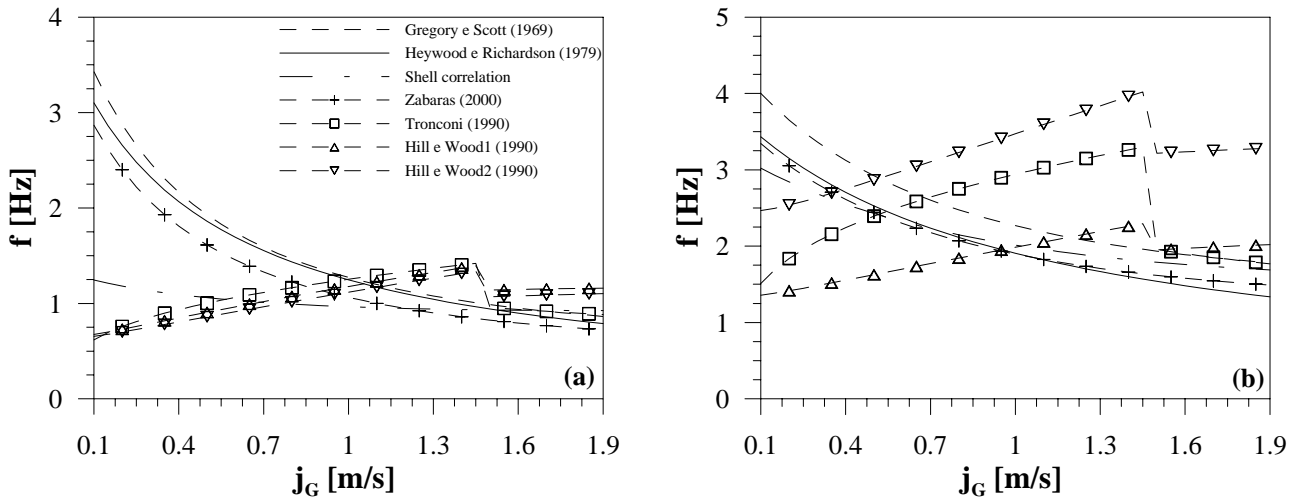 4
3
2
1
0
f [Hz]
Gregory e Scott (1969)
Heywood e Richardson (1979)
Shell correlation
Zabaras (2000)
Tronconi (1990)
Hill e Wood1 (1990)
Hill e Wood2 (1990)
(a)
0.1 0.4 0.7 1 1.3 1.6 1.9
j_G [m/s]
5
4
3
2
1
0
f [Hz]
(b)
0.1 0.4 0.7 1 1.3 1.6 1.9
j_G [m/s]